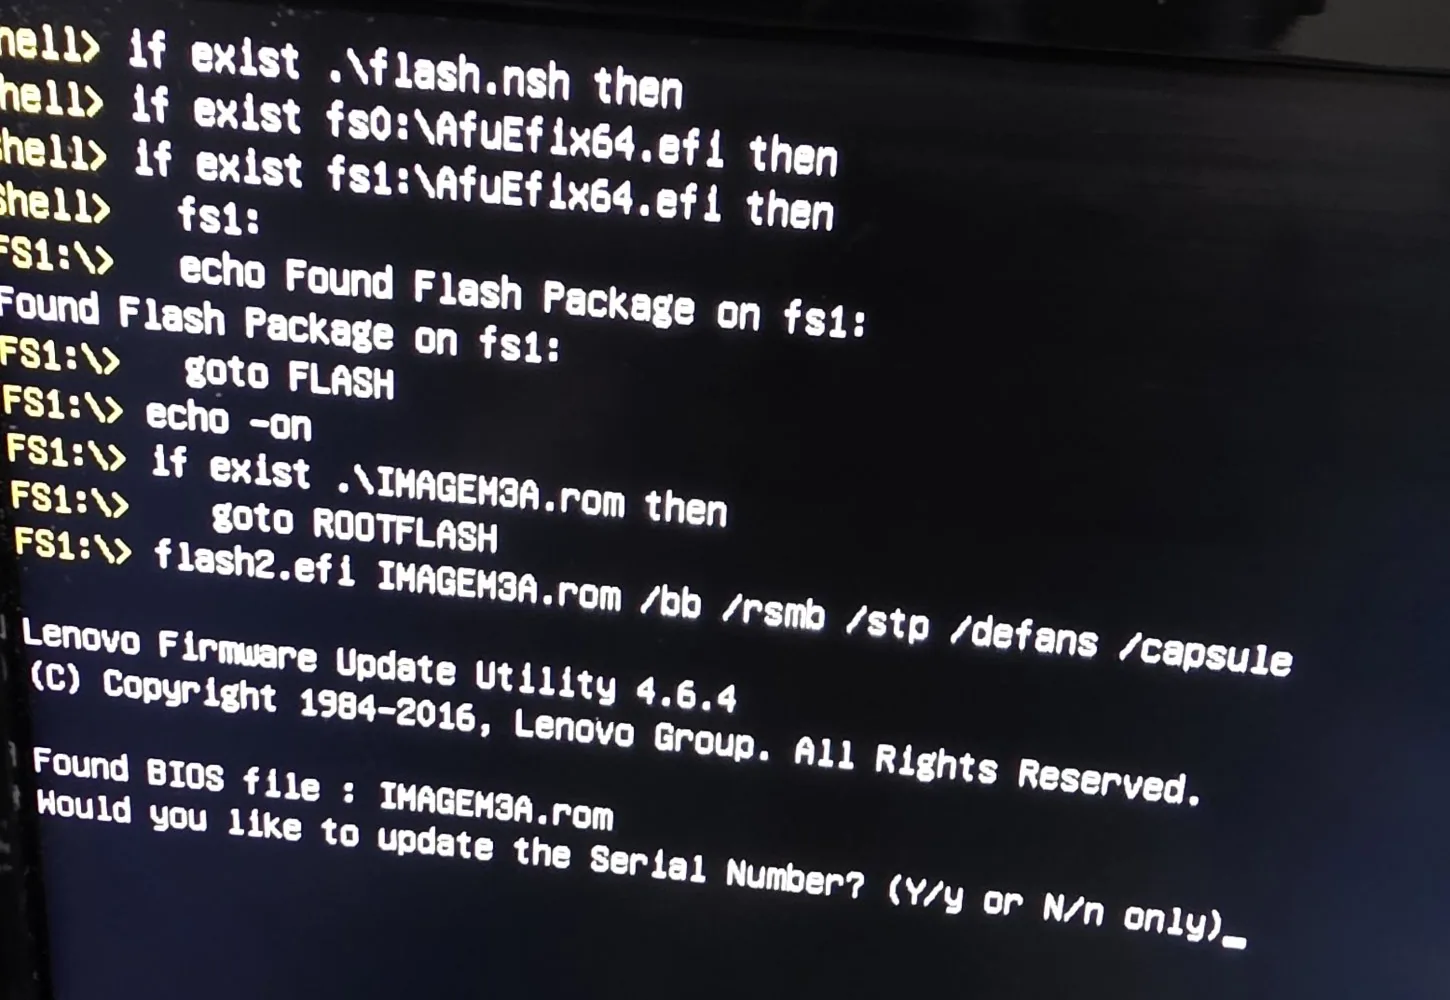 hell> if exist .\flash.nsh then
hell> if exist fs0:\AfuEfix64.efi then
hell> if exist fs1:\AfuEfix64.efi then
Shell> fs1:
FS1:\> echo Found Flash Package on fs1:
Found Flash Package on fs1:
FS1:\> goto FLASH
FS1:\> echo -on
FS1:\> if exist .\IMAGEM3A.rom then
FS1:\> goto ROOTFLASH
FS1:\> flash2.efi IMAGEM3A.rom /bb /rsmb /stp /defans /capsule
Lenovo Firmware Update Utility 4.6.4
(C) Copyright 1984-2016, Lenovo Group. All Rights Reserved.
Found BIOS file : IMAGEM3A.rom
Would you like to update the Serial Number? (Y/y or N/n only)_